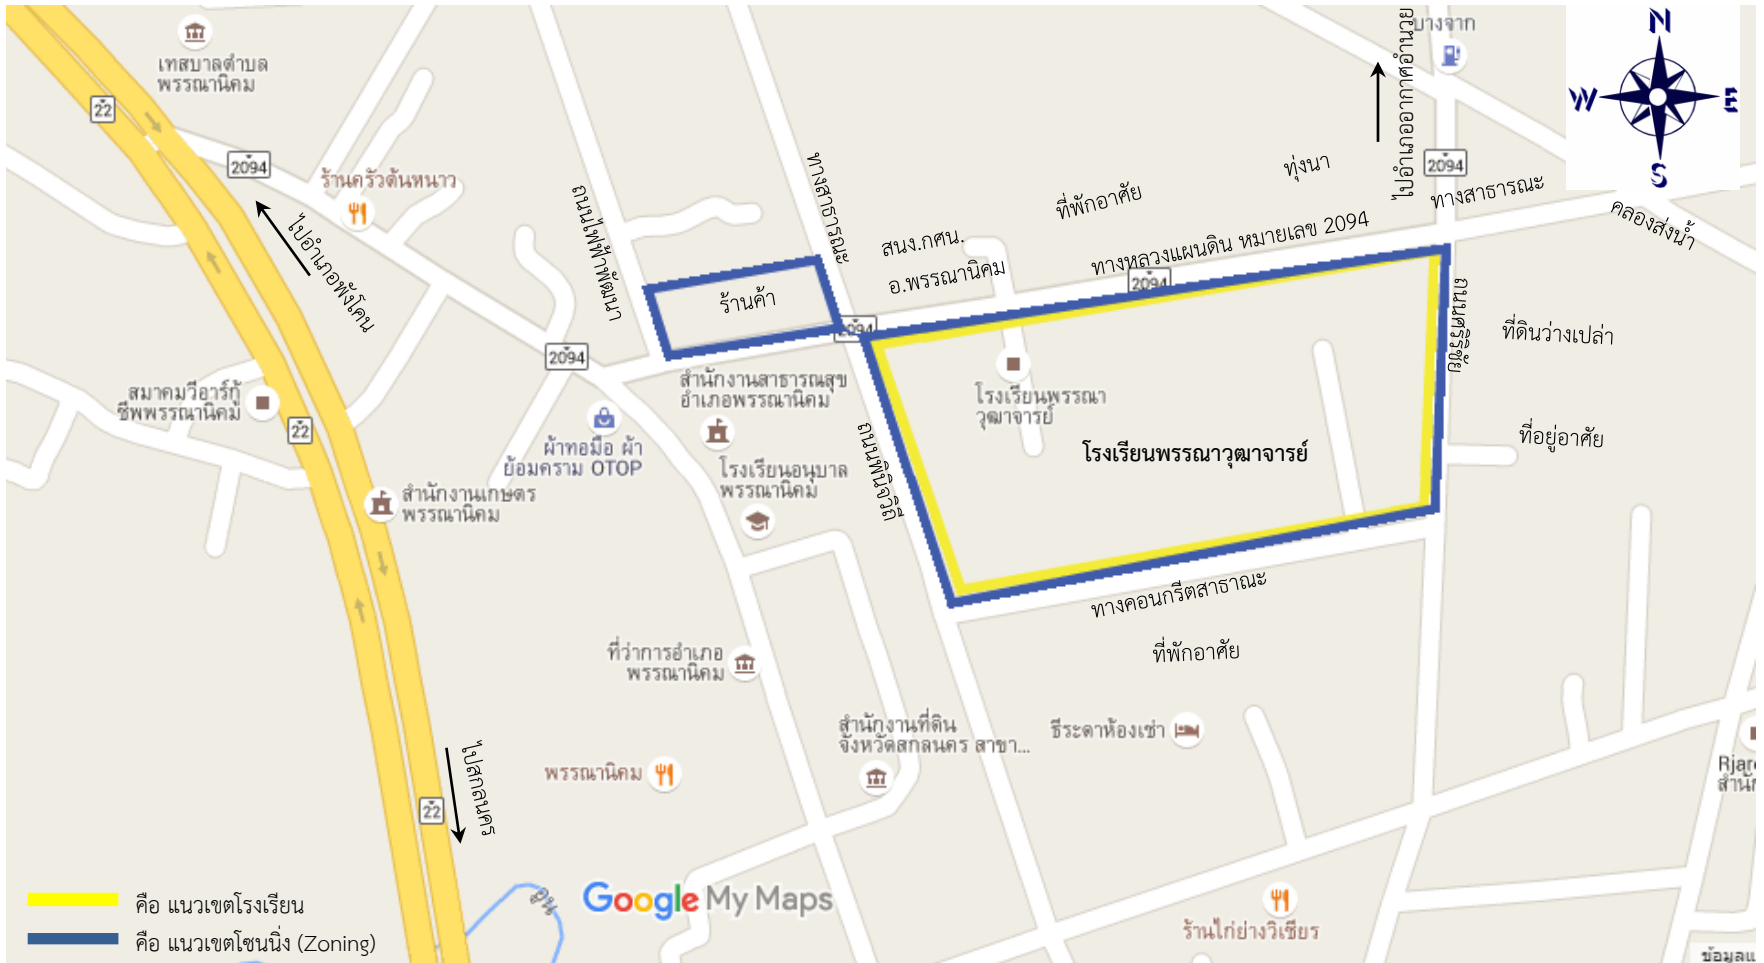 N
W
E
S
บางจาก
ไปอำเภออากาศอำนวย
เทศบาลตำบล
พรรณานิคม
22
2094
2094
ร้านครัวต้นหนาว
ไปอำเภอพังโคน
ถนนไฟฟ้าพัฒนา
ทางสาธารณะ
ทุ่งนา
ที่พักอาศัย
ทางสาธารณะ
คลองส่งน้ำ
สนง.กศน.
อ.พรรณานิคม
ทางหลวงแผ่นดิน หมายเลข 2094
2094
ร้านค้า
2094
2094
ถนนศิริชัย
ที่ดินว่างเปล่า
สมาคมวีอาร์กู้
ชีพพรรณานิคม
22
สำนักงานสาธารณสุข
อำเภอพรรณานิคม
โรงเรียนพรรณา
วุฒาจารย์
ผ้าทอมือ ผ้า
ย้อมคราม OTOP
ถนนพินิจวิถี
โรงเรียนพรรณาวุฒาจารย์
ที่อยู่อาศัย
โรงเรียนอนุบาล
พรรณานิคม
สำนักงานเกษตร
พรรณานิคม
ทางคอนกรีตสาธาณะ
ที่พักอาศัย
ที่ว่าการอำเภอ
พรรณานิคม
สำนักงานที่ดิน
จังหวัดสกลนคร สาขา...
ธีระดาห้องเช่า
พรรณานิคม
ไปสกลนคร
22
Rjar
สำนัก
อูน
Google My Maps
ร้านไก่ย่างวิเชียร
คือ แนวเขตโรงเรียน
คือ แนวเขตโซนนิ่ง (Zoning)
ข้อมูลแ